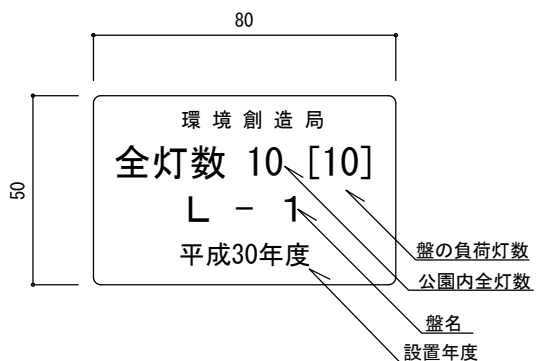 80
50
環境創造局
全灯数 10 [10]
L - 1
平成30年度
盤の負荷灯数
公園内全灯数
盤名
設置年度